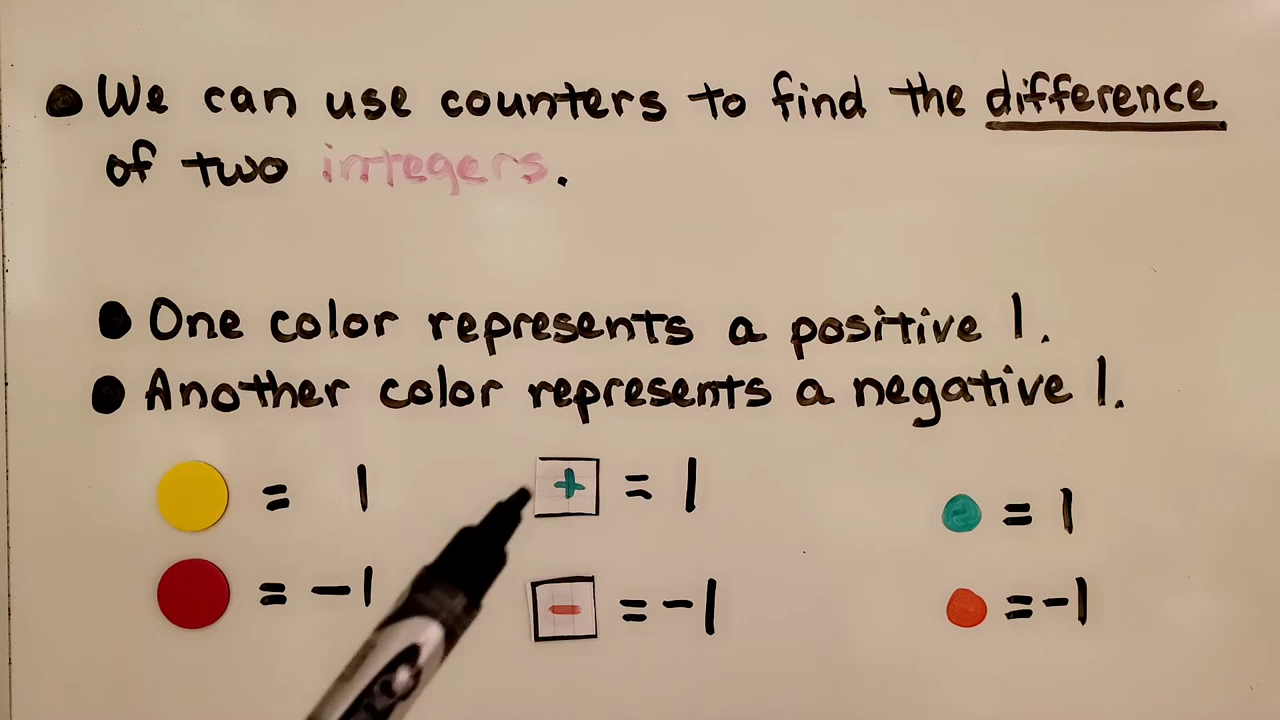 ● We can use counters to find the difference
of two integers.
● One color represents a positive 1.
● Another color represents a negative 1.
= 1 + = 1 = 1
= -1 - = -1 = -1